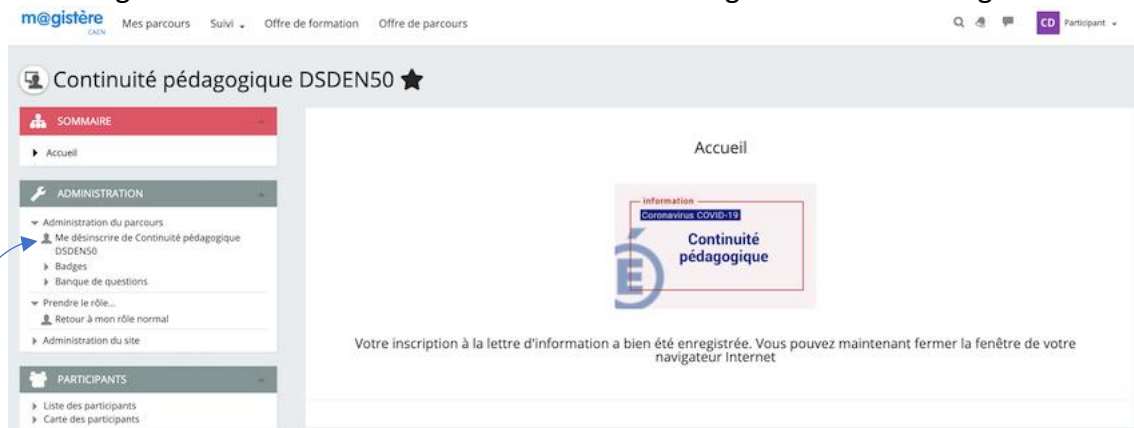 m@gistère
CAEN
Mes parcours Suivi Offre de formation Offre de parcours
CD Participant
Continuité pédagogique DSDEN50
SOMMAIRE
Accueil
ADMINISTRATION
Administration du parcours
Me désinscrire de Continuité pédagogique
DSDEN50
Badges
Banque de questions
Prendre le rôle...
Retour à mon rôle normal
Administration du site
PARTICIPANTS
Liste des participants
Carte des participants
Accueil
information
Coronavirus COVID-19
Continuité
pédagogique
É
Votre inscription à la lettre d'information a bien été enregistrée. Vous pouvez maintenant fermer la fenêtre de votre
navigateur Internet